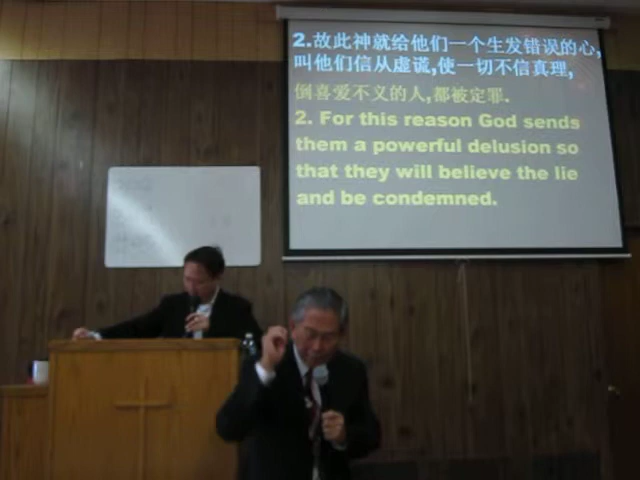 2.故此神就给他们一个生发错误的心,
叫他们信从虚谎,使一切不信真理,
倒喜爱不义的人,都被定罪.
2. For this reason God sends
them a powerful delusion so
that they will believe the lie
and be condemned.